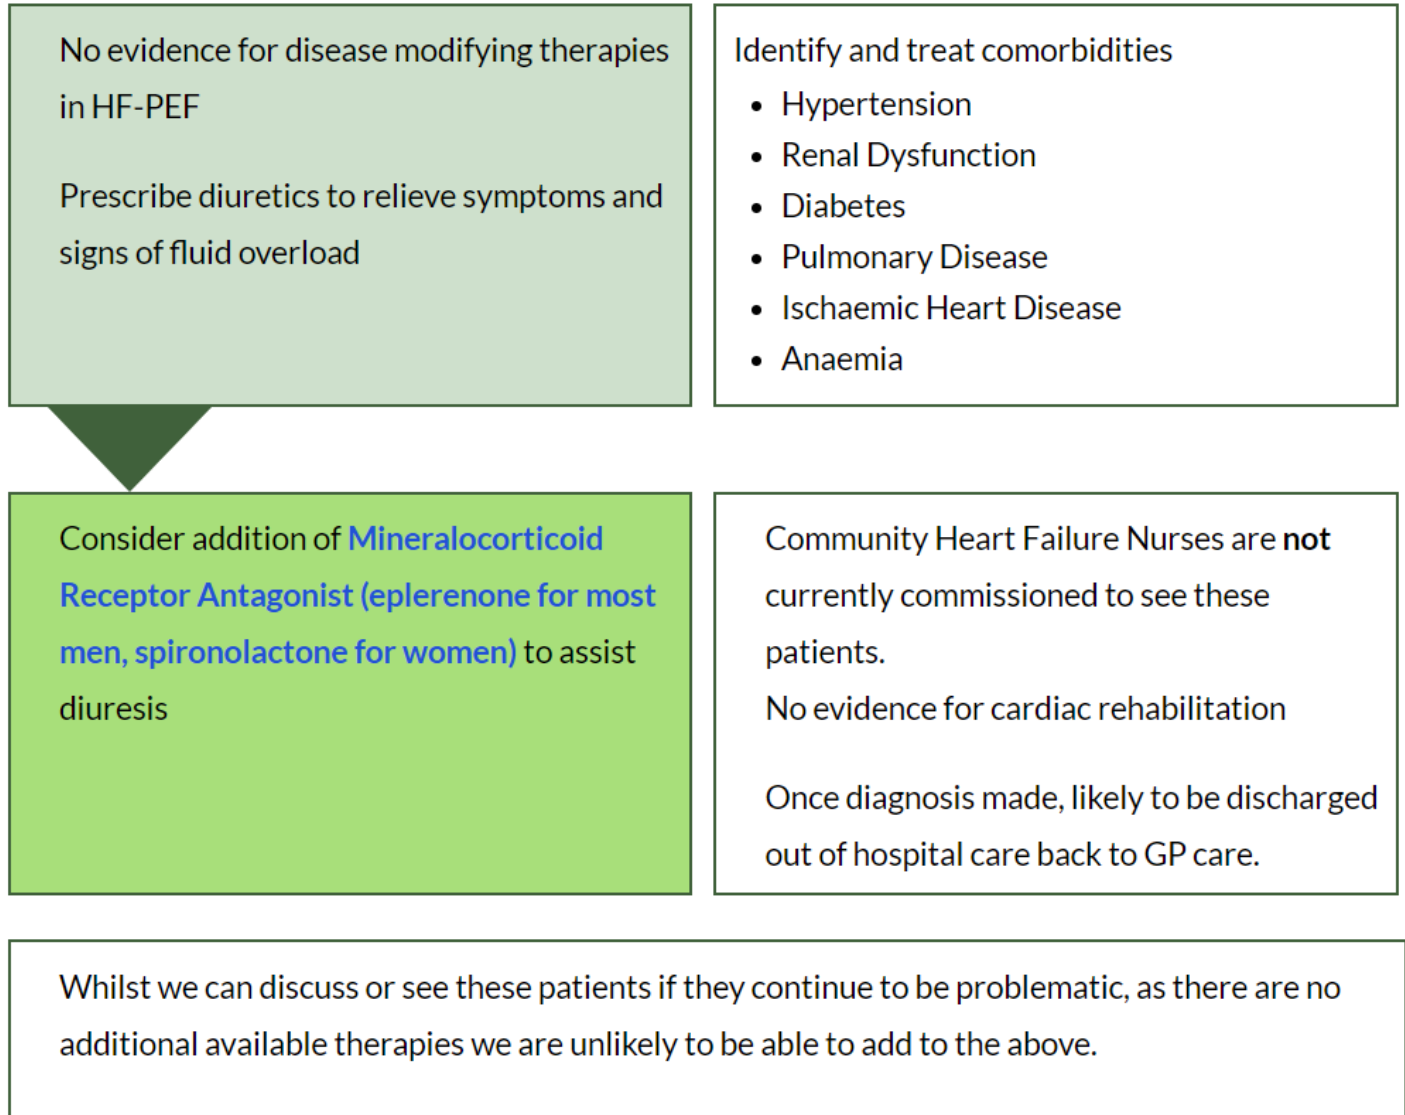 No evidence for disease modifying therapies
in HF-PEF
Prescribe diuretics to relieve symptoms and
signs of fluid overload
Identify and treat comorbidities
• Hypertension
• Renal Dysfunction
• Diabetes
• Pulmonary Disease
• Ischaemic Heart Disease
• Anaemia
Consider addition of Mineralocorticoid
Receptor Antagonist (eplerenone for most
men, spironolactone for women) to assist
diuresis
Community Heart Failure Nurses are not
currently commissioned to see these
patients.
No evidence for cardiac rehabilitation
Once diagnosis made, likely to be discharged
out of hospital care back to GP care.
Whilst we can discuss or see these patients if they continue to be problematic, as there are no
additional available therapies we are unlikely to be able to add to the above.